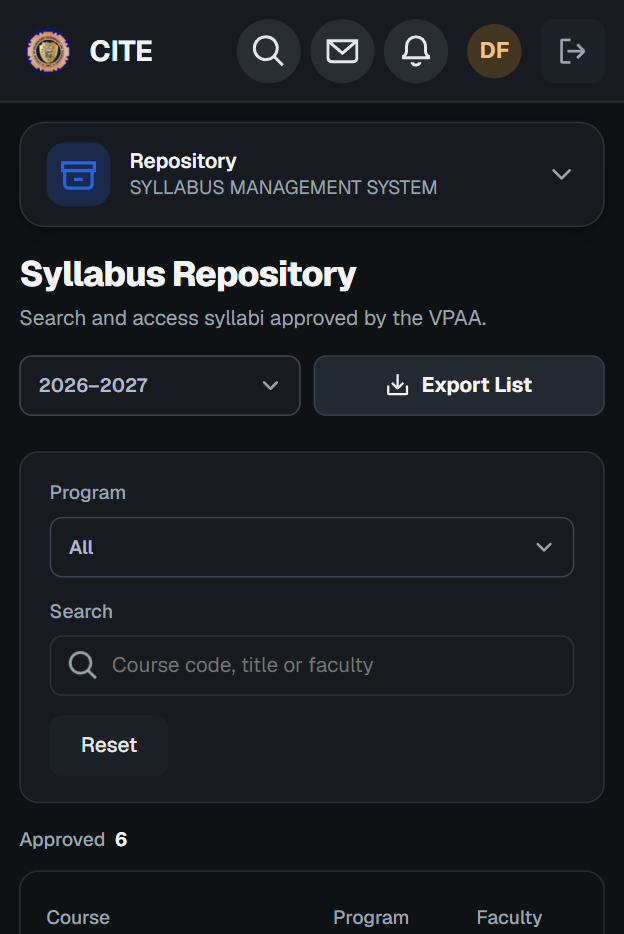 CITE
DF
Repository
SYLLABUS MANAGEMENT SYSTEM
Syllabus Repository
Search and access syllabi approved by the VPAA.
2026–2027
Export List
Program
All
Search
Course code, title or faculty
Reset
Approved 6
Course Program Faculty